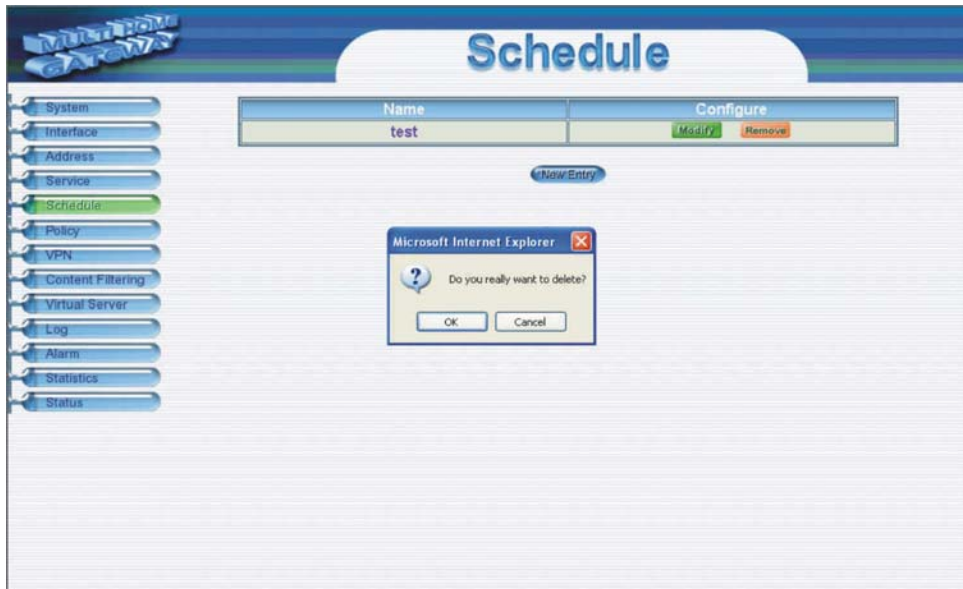 MULTI HOME
GATEWAY
Schedule
System
Interface
Address
Service
Schedule
Policy
VPN
Content Filtering
Virtual Server
Log
Alarm
Statistics
Status
Name Configure
test Modify Remove
New Entry
Microsoft Internet Explorer
Do you really want to delete?
OK Cancel